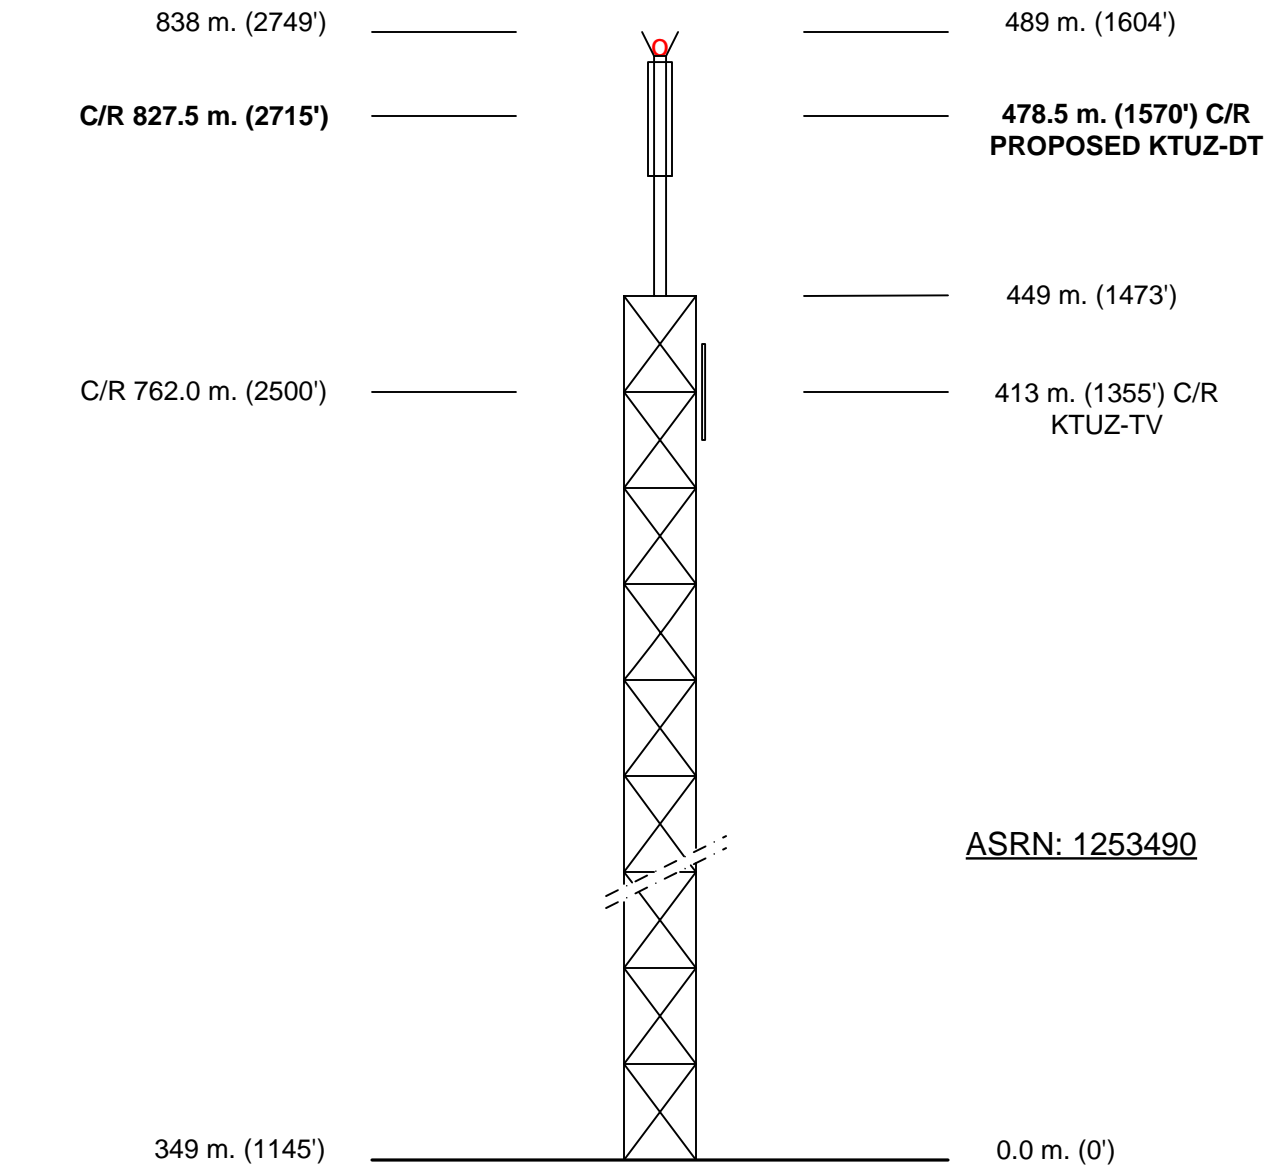 838 m. (2749')
489 m. (1604')
O
C/R 827.5 m. (2715')
478.5 m. (1570') C/R
PROPOSED KTUZ-DT
449 m. (1473')
C/R 762.0 m. (2500')
413 m. (1355') C/R
KTUZ-TV
ASRN: 1253490
349 m. (1145')
0.0 m. (0')